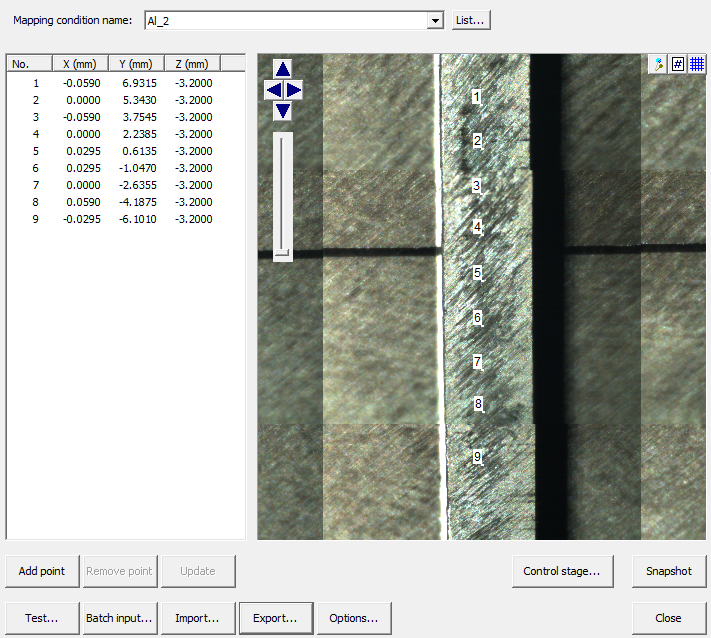 Mapping condition name: Al_2 List...
No. X (mm) Y (mm) Z (mm)
1 -0.0590 6.9315 -3.2000
2 0.0000 5.3430 -3.2000
3 -0.0590 3.7545 -3.2000
4 0.0000 2.2385 -3.2000
5 0.0295 0.6135 -3.2000
6 0.0295 -1.0470 -3.2000
7 0.0000 -2.6355 -3.2000
8 0.0590 -4.1875 -3.2000
9 -0.0295 -6.1010 -3.2000
#
1
2
3
4
5
6
7
8
9
Add point Remove point Update Control stage... Snapshot
Test... Batch input... Import... Export... Options... Close